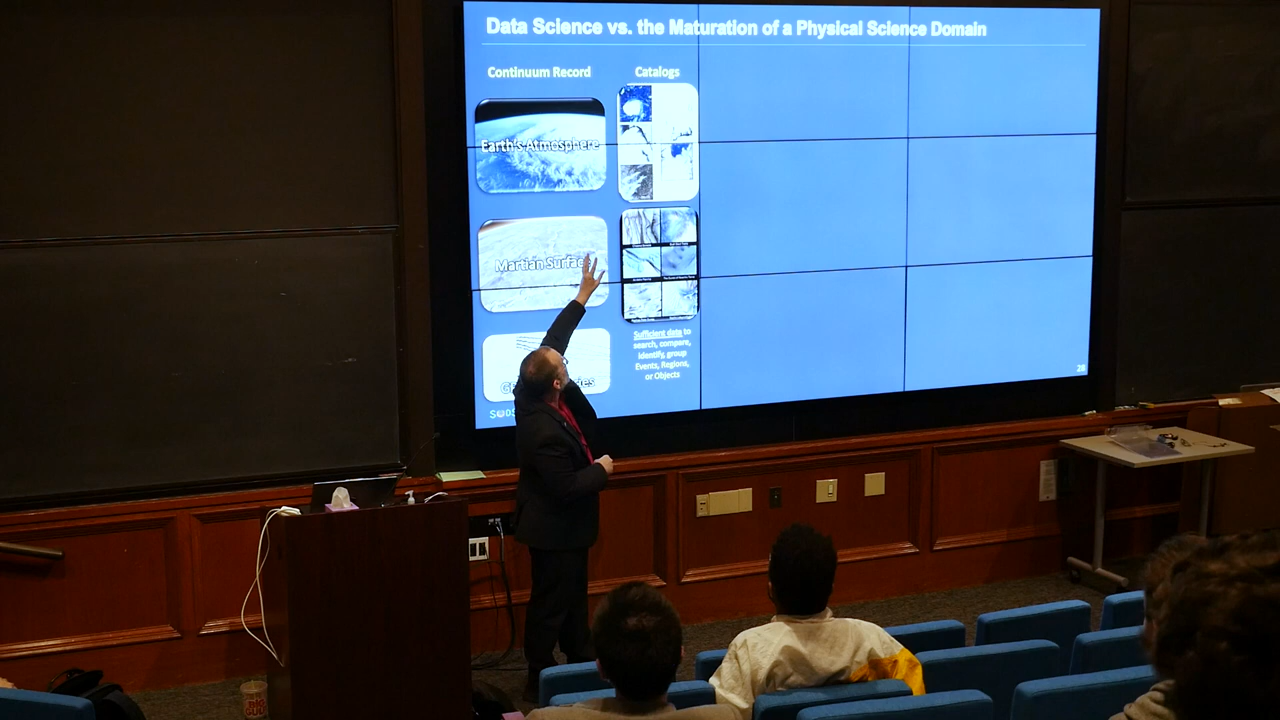 Data Science vs. the Maturation of a Physical Science Domain
Continuum Record
Catalogs
Earth's Atmosphere
Martian Surface
Sufficient data to
search, compare,
identify, group
Events, Regions,
or Objects
28